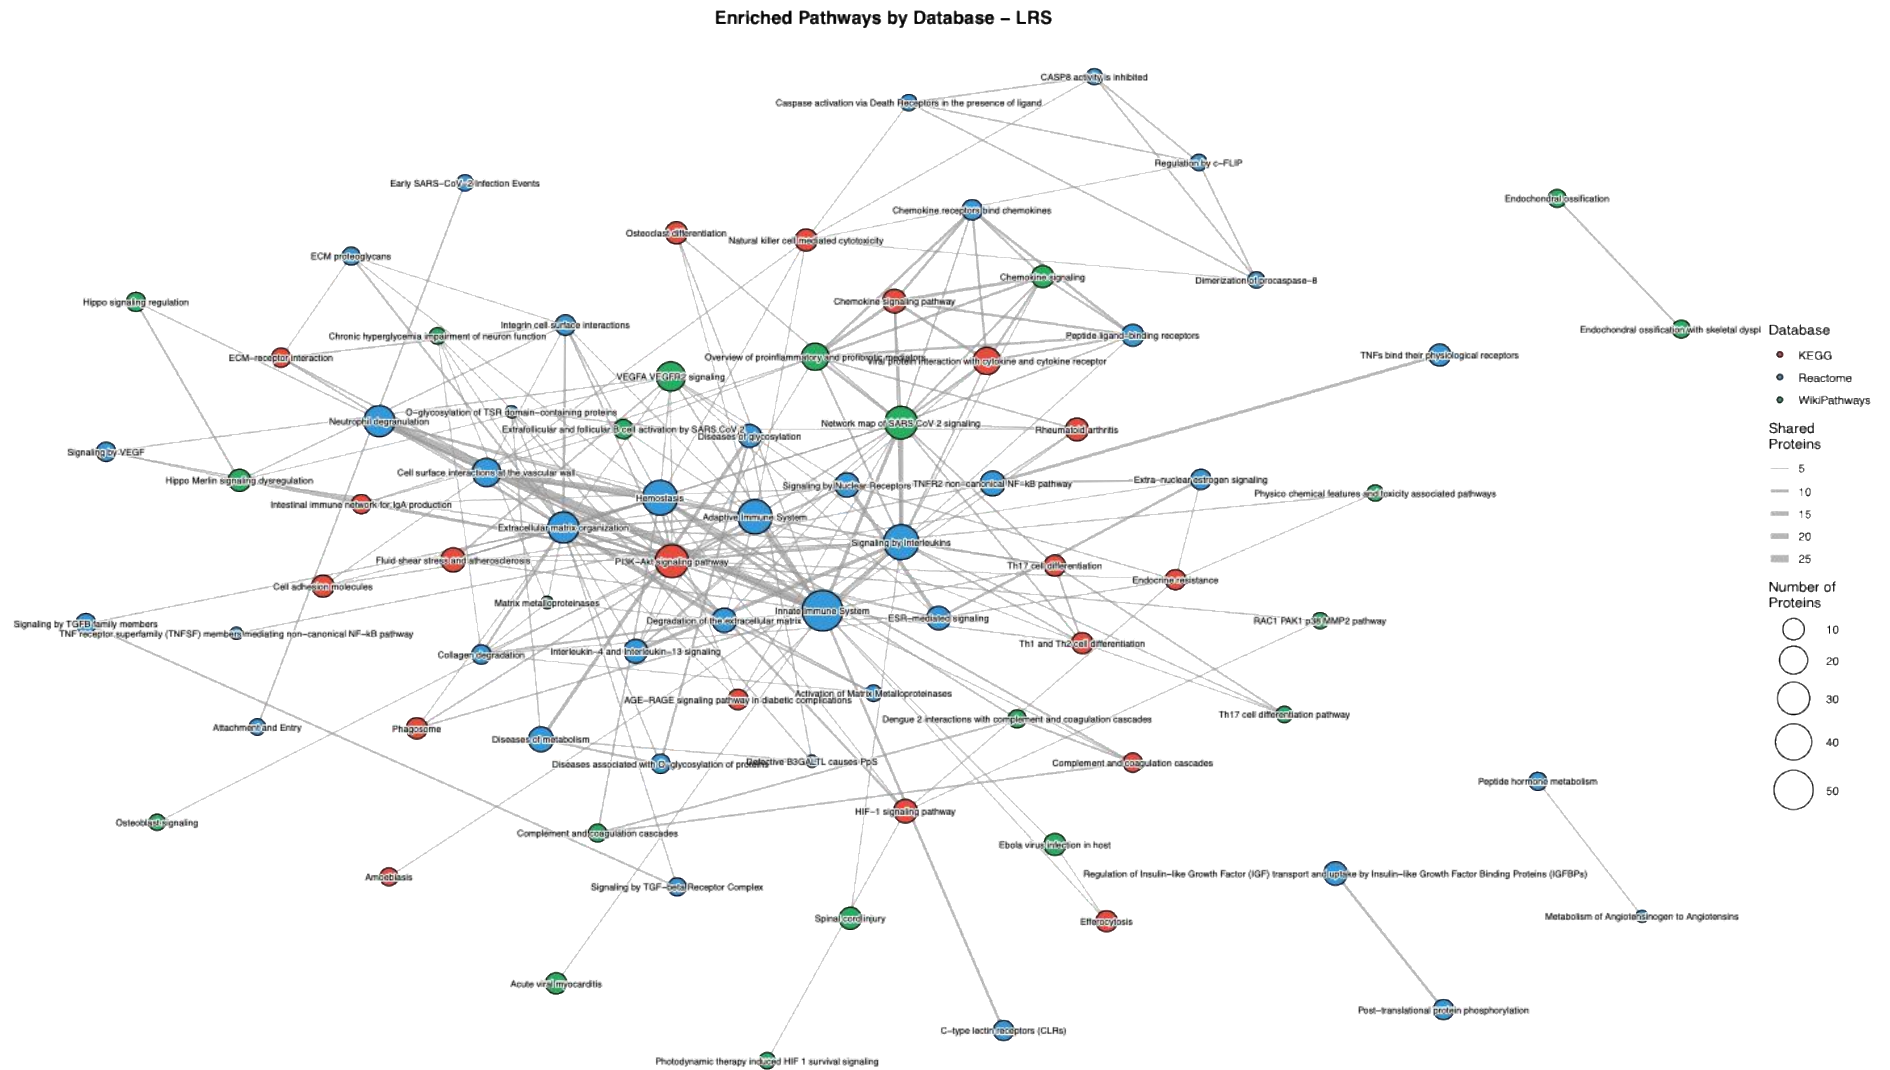 Enriched Pathways by Database – LRS
CASP8 activity is inhibited
Caspase activation via Death Receptors in the presence of ligand
Regulation by c–FLIP
Early SARS–CoV–2 Infection Events
Endochondral ossification
Chemokine receptors bind chemokines
Osteoclast differentiation
Natural killer cell mediated cytotoxicity
ECM proteoglycans
Chemokine signaling
Dimerization of procaspase–8
Hippo signaling regulation
Chemokine signaling pathway
Integrin cell surface interactions
Chronic hyperglycemia impairment of neuron function
Peptide ligand–binding receptors
Endochondral ossification with skeletal dyspl
ECM–receptor interaction
Overview of proinflammatory and profibrotic mediators
Viral protein interaction with cytokine and cytokine receptor
TNFs bind their physiological receptors
VEGFA VEGFR2 signaling
O–glycosylation of TSR domain–containing proteins
Neutrophil degranulation
Extrafollicular and follicular B cell activation by SARS CoV 2
Diseases of glycosylation
Network map of SARS CoV 2 signaling
Rheumatoid arthritis
Signaling by VEGF
Cell surface interactions at the vascular wall
Hippo Merlin signaling dysregulation
Signaling by Nuclear Receptors
TNFR2 non–canonical NF–kB pathway
Extra–nuclear estrogen signaling
Physico chemical features and toxicity associated pathways
Intestinal immune network for IgA production
Hemostasis
Adaptive Immune System
Extracellular matrix organization
Signaling by Interleukins
Fluid shear stress and atherosclerosis
PI3K–Akt signaling pathway
Th17 cell differentiation
Endocrine resistance
Cell adhesion molecules
Matrix metalloproteinases
Innate Immune System
Degradation of the extracellular matrix
ESR–mediated signaling
RAC1 PAK1 p38 MMP2 pathway
Signaling by TGFB family members
TNF receptor superfamily (TNFSF) members mediating non–canonical NF–kB pathway
Th1 and Th2 cell differentiation
Collagen degradation
Interleukin–4 and Interleukin–13 signaling
AGE–RAGE signaling pathway in diabetic complications
Activation of Matrix Metalloproteinases
Dengue 2 interactions with complement and coagulation cascades
Th17 cell differentiation pathway
Attachment and Entry
Phagosome
Diseases of metabolism
Diseases associated with O–glycosylation of proteins
Defective B3GALTL causes PpS
Complement and coagulation cascades
Peptide hormone metabolism
HIF–1 signaling pathway
Osteoblast signaling
Complement and coagulation cascades
Ebola virus infection in host
Amoebiasis
Signaling by TGF–beta Receptor Complex
Regulation of Insulin–like Growth Factor (IGF) transport and uptake by Insulin–like Growth Factor Binding Proteins (IGFBPs)
Spinal cord injury
Efferocytosis
Metabolism of Angiotensinogen to Angiotensins
Acute viral myocarditis
Post–translational protein phosphorylation
C–type lectin receptors (CLRs)
Photodynamic therapy induced HIF 1 survival signaling
Database
KEGG
Reactome
WikiPathways
Shared
Proteins
5
10
15
20
25
Number of
Proteins
10
20
30
40
50